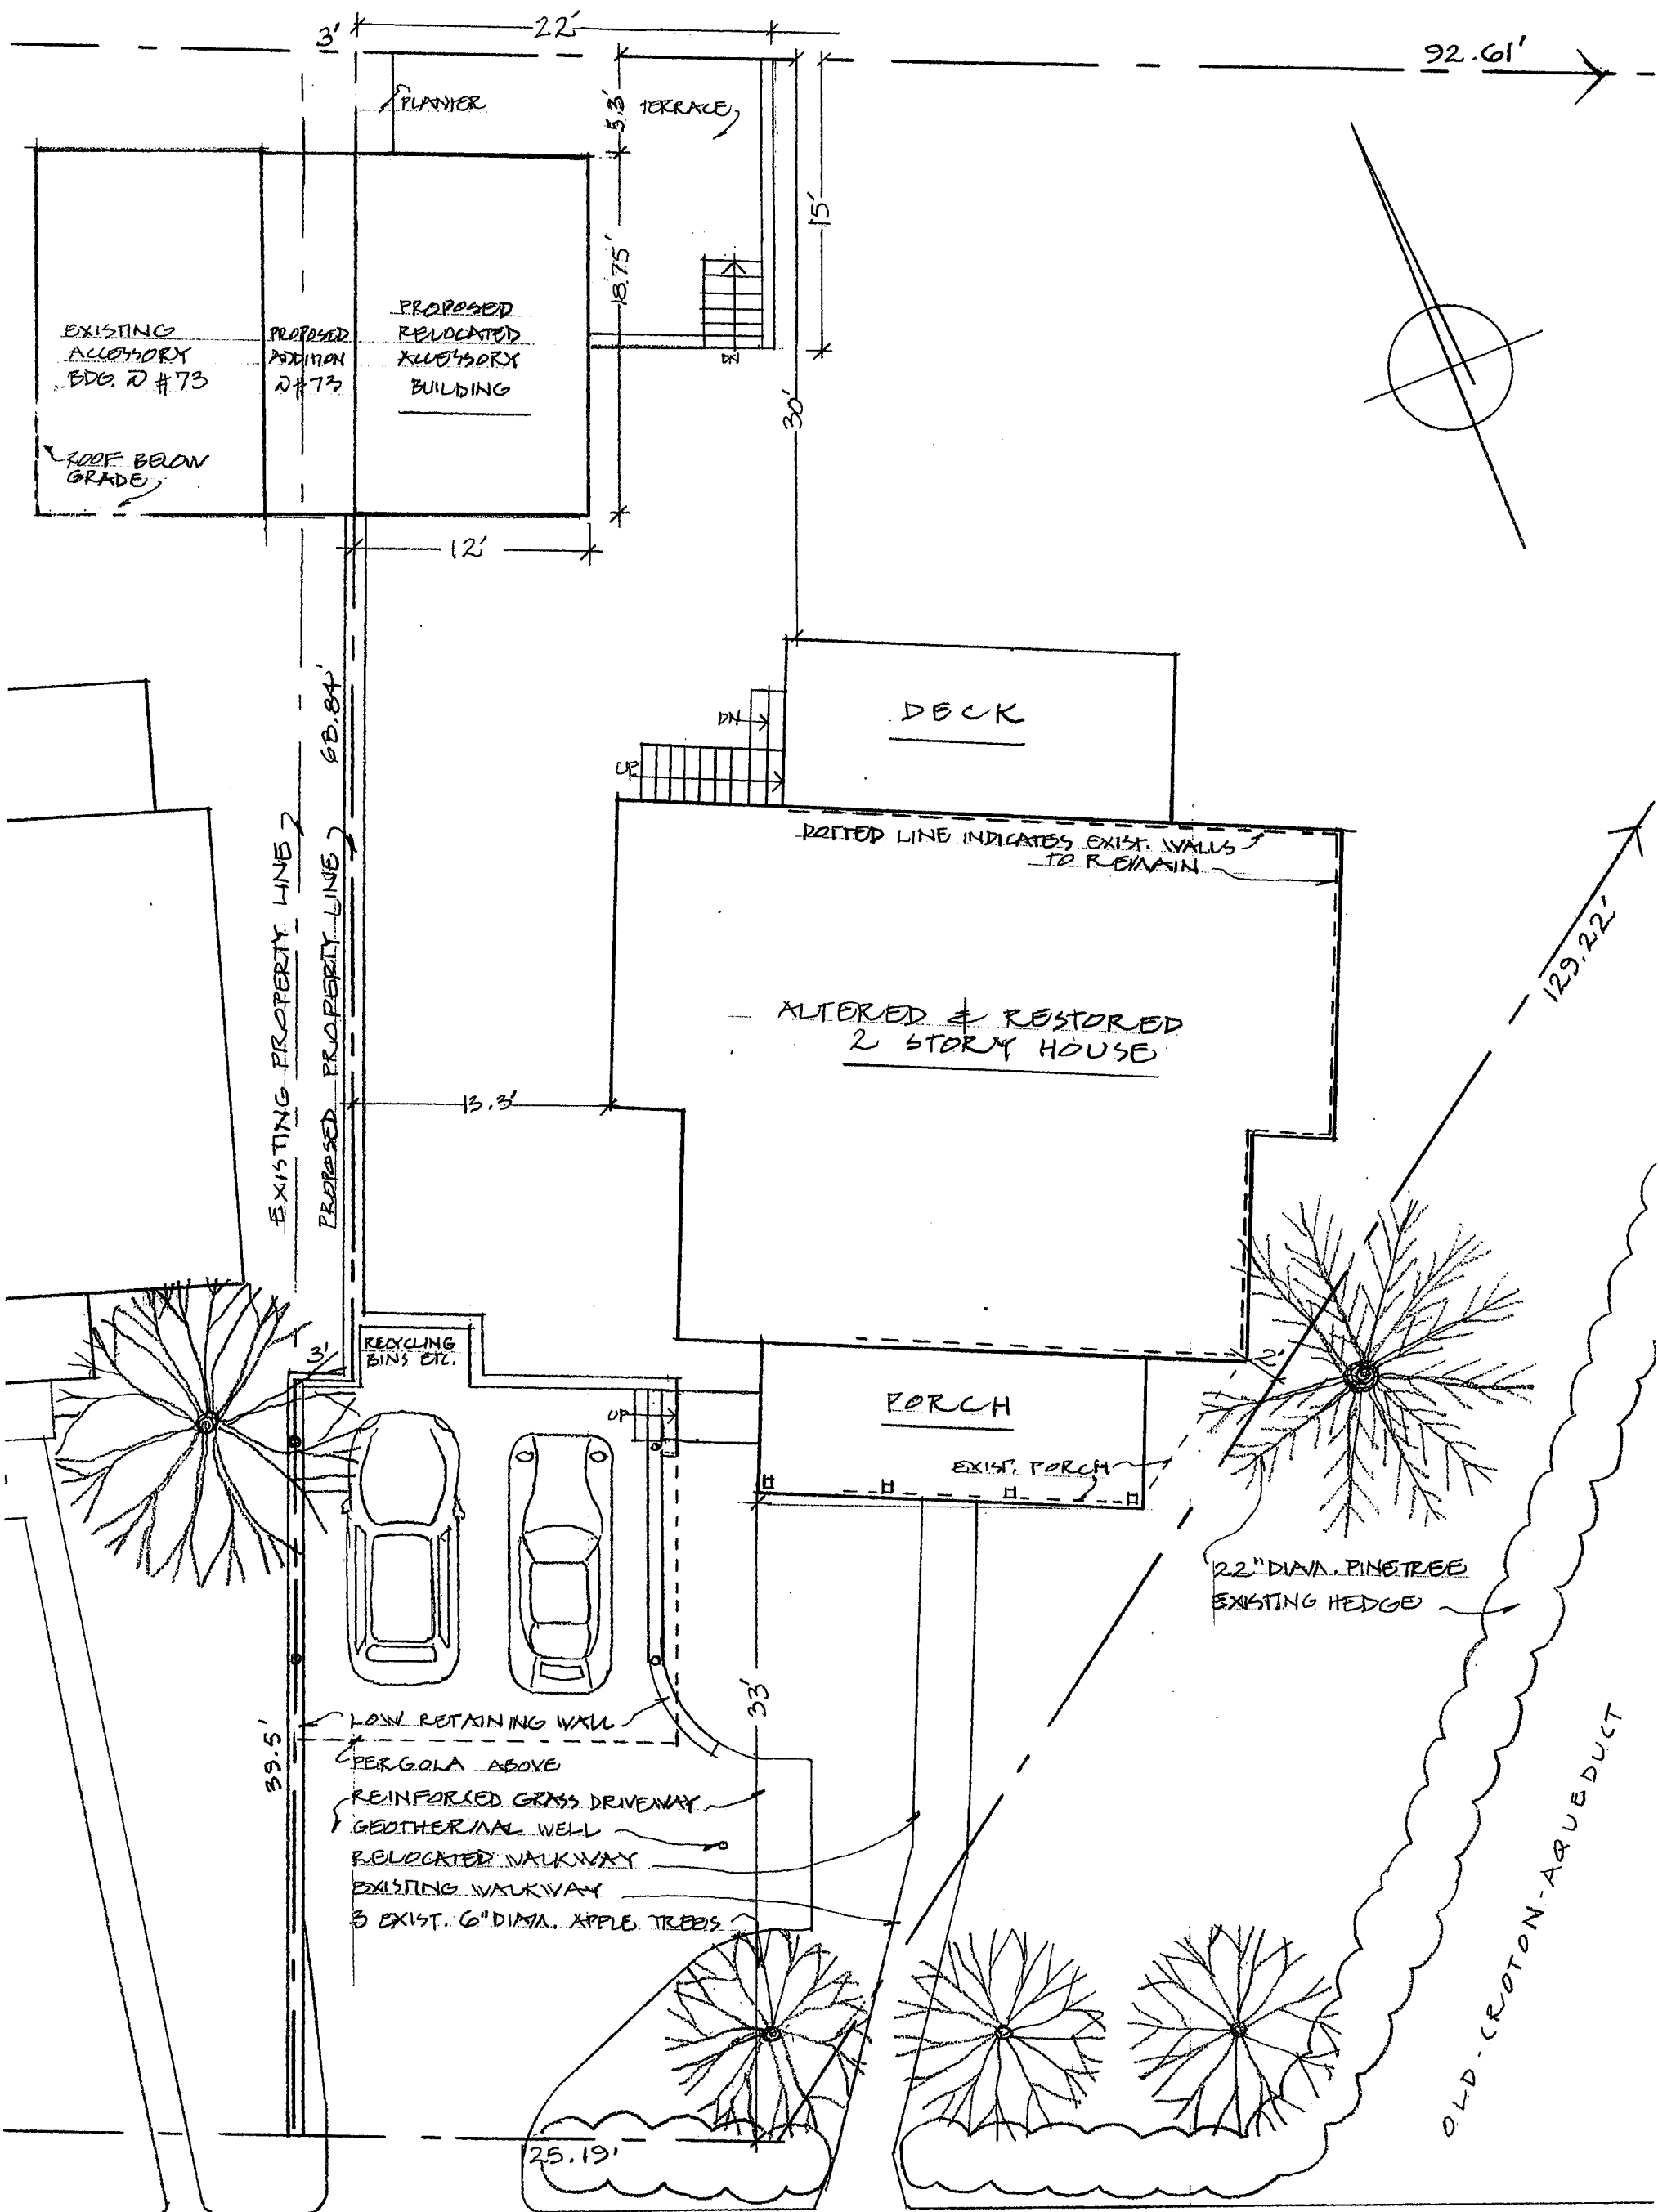 3'
22'
92.61'
PLANTER
5.3'
TERRACE
15'
18.75'
EXISTING
ACCESSORY
BDG. @ #73
PROPOSED
ADDITION
@ #73
PROPOSED
RELOCATED
ACCESSORY
BUILDING
DN
30'
ROOF BELOW
GRADE
12'
68.84'
DECK
DN
UP
DOTTED LINE INDICATES EXIST. WALLS
TO REMAIN
EXISTING PROPERTY LINE
PROPOSED PROPERTY LINE
129.22'
ALTERED & RESTORED
2 STORY HOUSE
13.3'
RECYCLING
BINS ETC.
3'
2'
UP
PORCH
EXIST. PORCH
22" DIAM. PINETREE
EXISTING HEDGE
33'
39.5'
LOW RETAINING WALL
PERGOLA ABOVE
REINFORCED GRASS DRIVEWAY
GEOTHERMAL WELL
RELOCATED WALKWAY
EXISTING WALKWAY
3 EXIST. 6" DIAM. APPLE TREES
OLD-CROTON-AQUEDUCT
25.19'